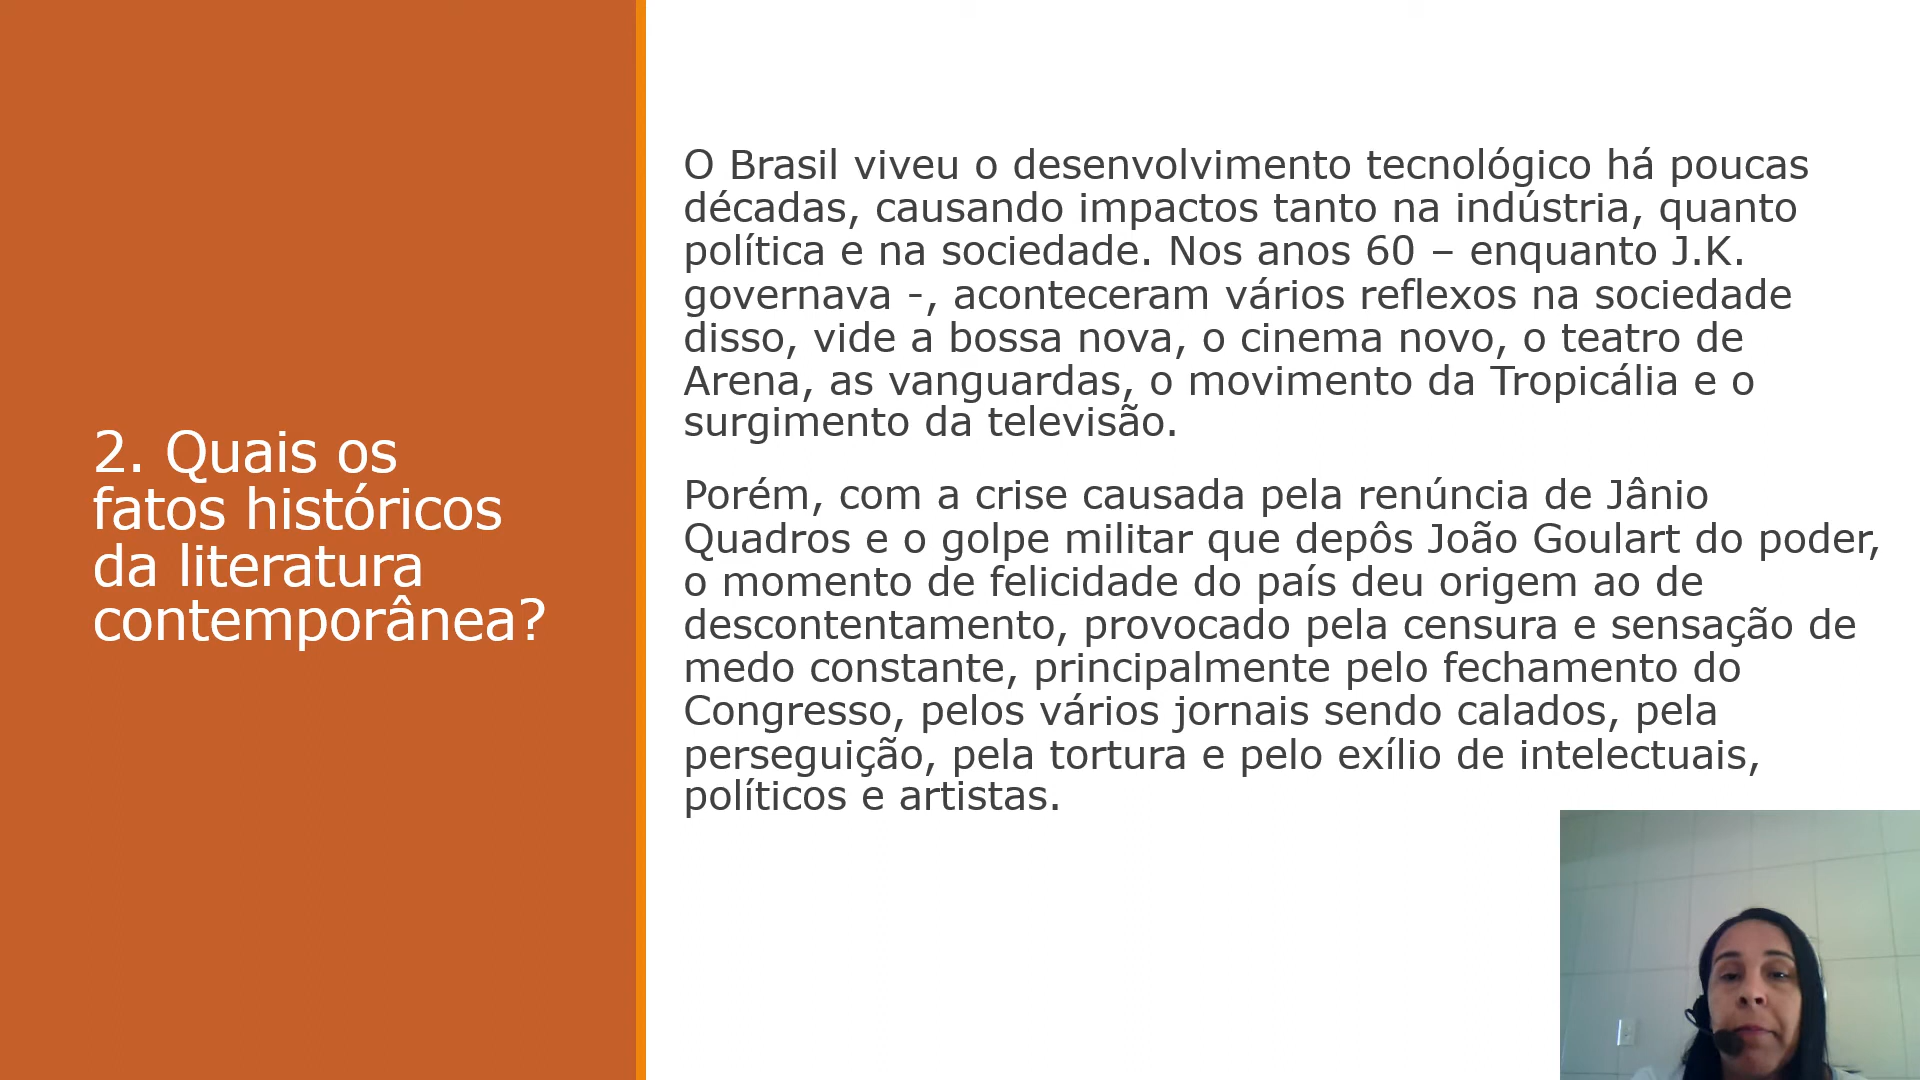 2. Quais os
fatos históricos
da literatura
contemporânea?
O Brasil viveu o desenvolvimento tecnológico há poucas
décadas, causando impactos tanto na indústria, quanto
política e na sociedade. Nos anos 60 – enquanto J.K.
governava -, aconteceram vários reflexos na sociedade
disso, vide a bossa nova, o cinema novo, o teatro de
Arena, as vanguardas, o movimento da Tropicália e o
surgimento da televisão.
Porém, com a crise causada pela renúncia de Jânio
Quadros e o golpe militar que depôs João Goulart do poder,
o momento de felicidade do país deu origem ao de
descontentamento, provocado pela censura e sensação de
medo constante, principalmente pelo fechamento do
Congresso, pelos vários jornais sendo calados, pela
perseguição, pela tortura e pelo exílio de intelectuais,
políticos e artistas.